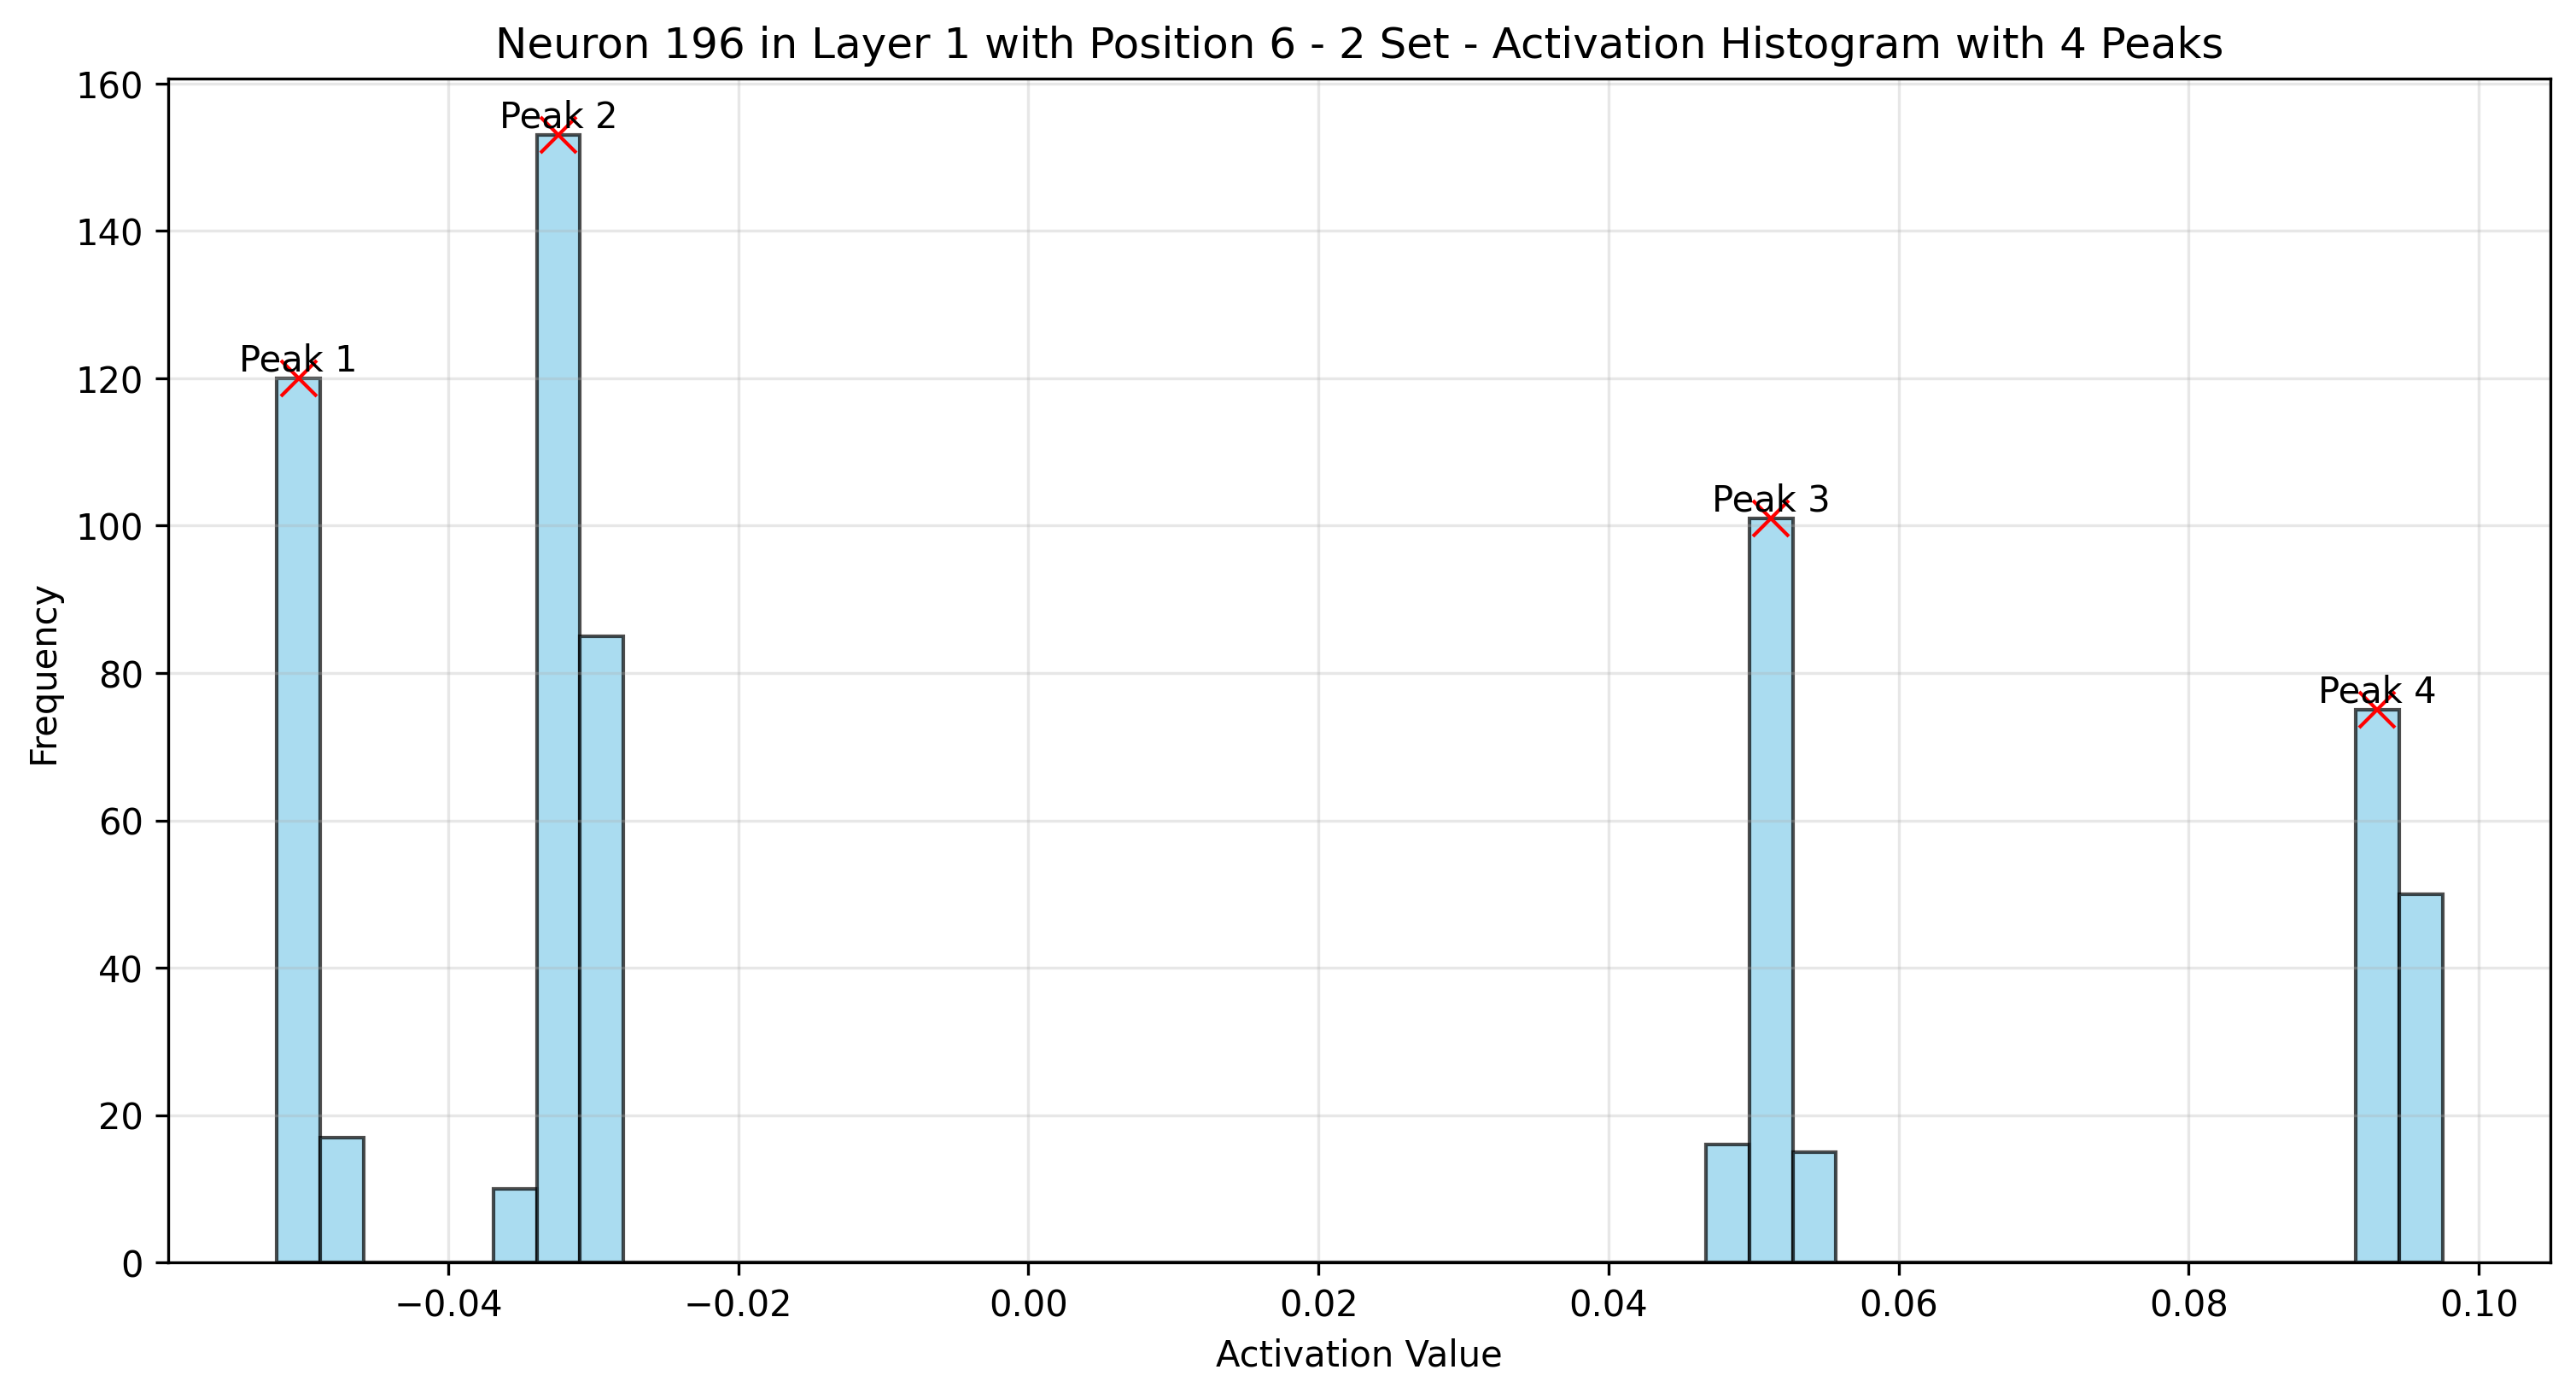 Neuron 196 in Layer 1 with Position 6 - 2 Set - Activation Histogram with 4 Peaks
160
140
120
100
80
60
40
20
0
Frequency
Peak 1
Peak 2
Peak 3
Peak 4
−0.04
−0.02
0.00
0.02
0.04
0.06
0.08
0.10
Activation Value